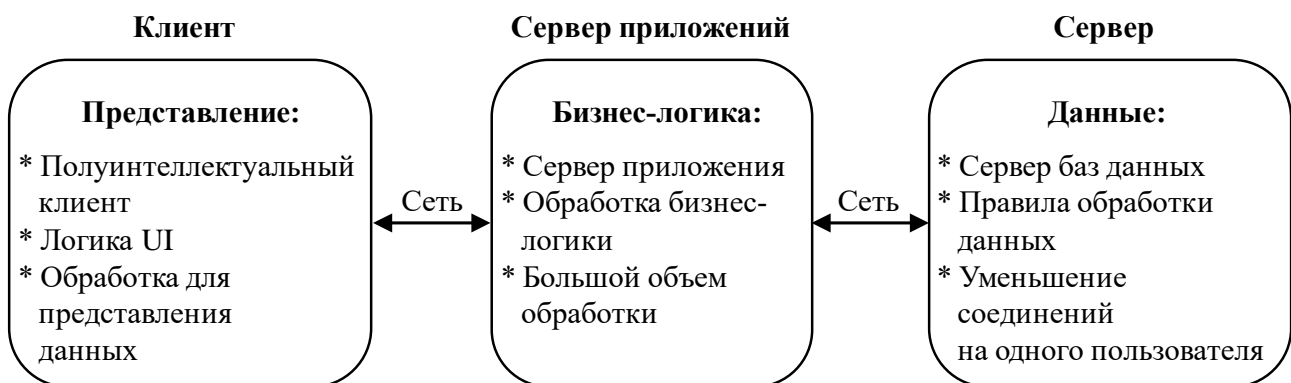 Клиент
Сервер приложений
Сервер
Представление:
* Полуинтеллектуальный
клиент
* Логика UI
* Обработка для
представления
данных
Сеть
Бизнес-логика:
* Сервер приложения
* Обработка бизнес-
логики
* Большой объем
обработки
Сеть
Данные:
* Сервер баз данных
* Правила обработки
данных
* Уменьшение
соединений
на одного пользователя